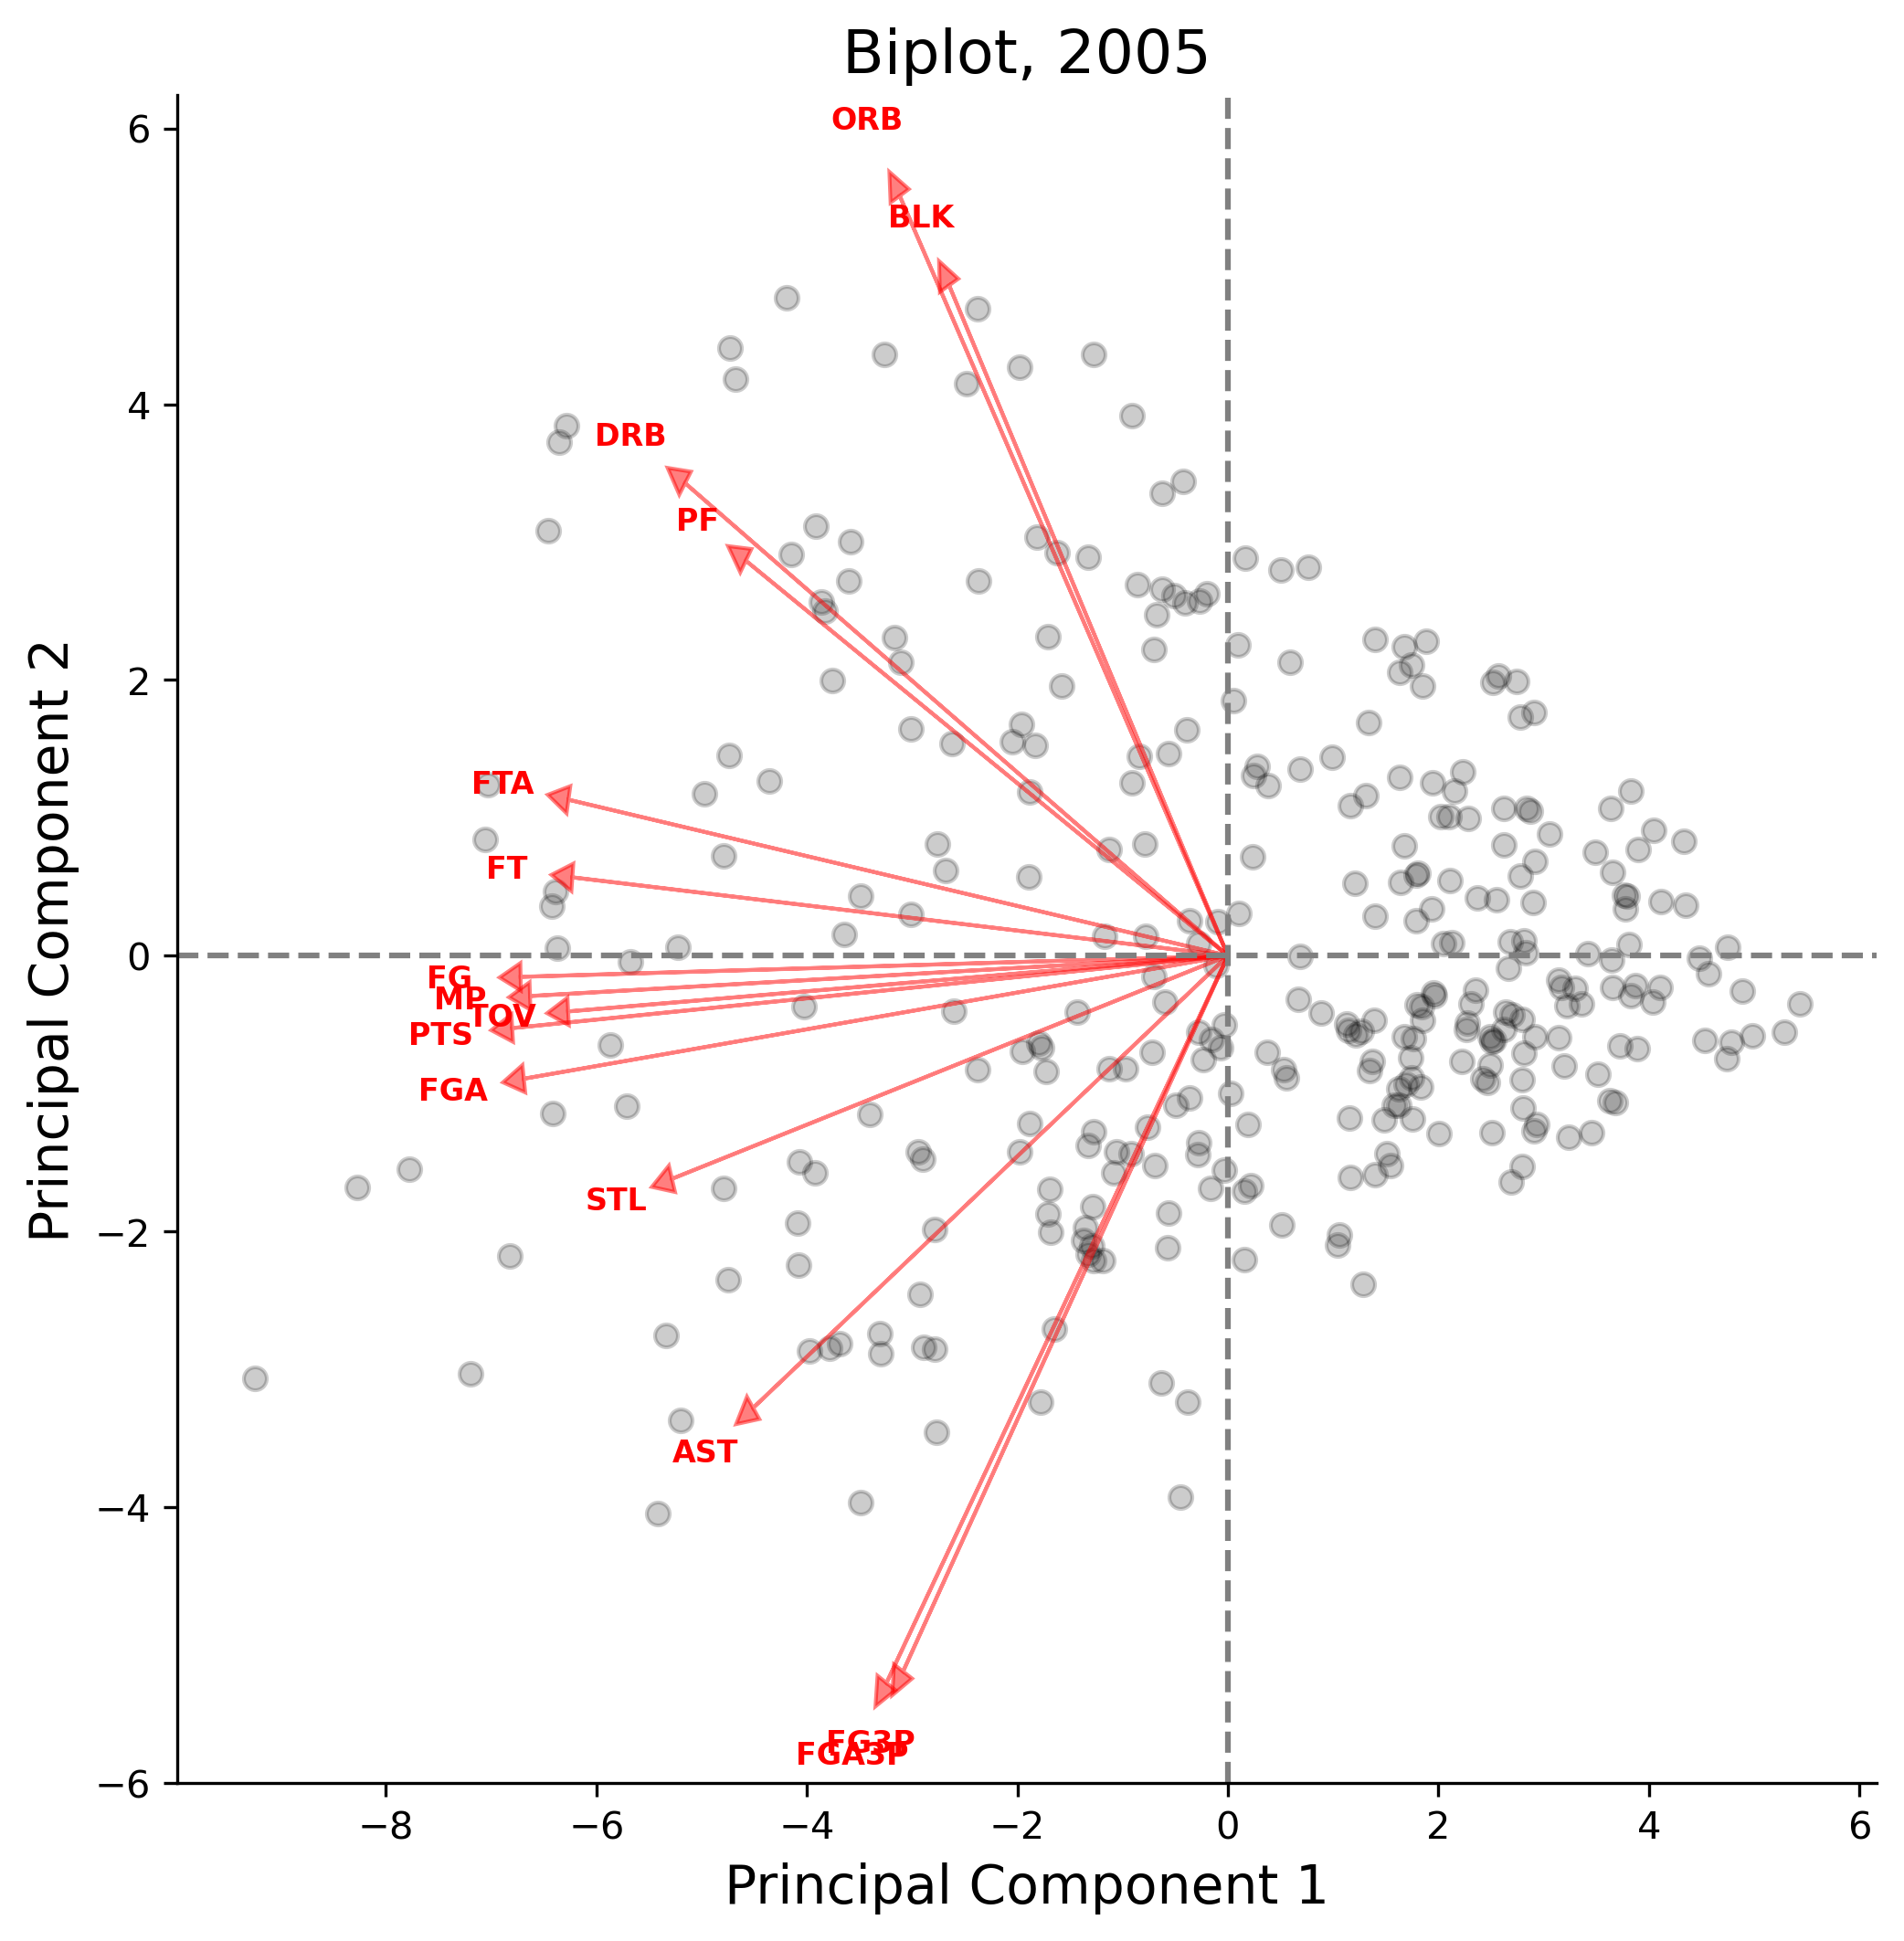 Biplot, 2005
6
ORB
BLK
4
DRB
PF
2
FTA
FT
0
FG
MP
TOV
PTS
FGA
STL
−2
AST
−4
FG3P
FGA3P
−6
−8
−6
−4
−2
0
2
4
6
Principal Component 1
Principal Component 2